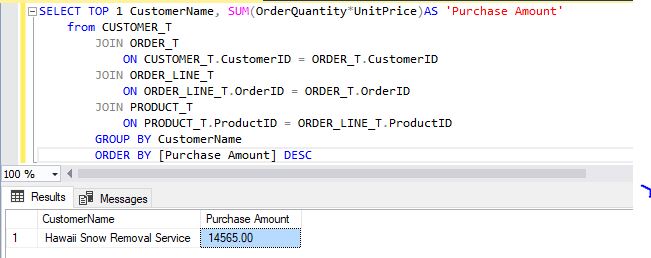 SELECT TOP 1 CustomerName, SUM(OrderQuantity*UnitPrice)AS 'Purchase Amount'
from CUSTOMER_T
JOIN ORDER_T
ON CUSTOMER_T.CustomerID = ORDER_T.CustomerID
JOIN ORDER_LINE_T
ON ORDER_LINE_T.OrderID = ORDER_T.OrderID
JOIN PRODUCT_T
ON PRODUCT_T.ProductID = ORDER_LINE_T.ProductID
GROUP BY CustomerName
ORDER BY [Purchase Amount] DESC
100 %
Results Messages
CustomerName Purchase Amount
1 Hawaii Snow Removal Service 14565.00